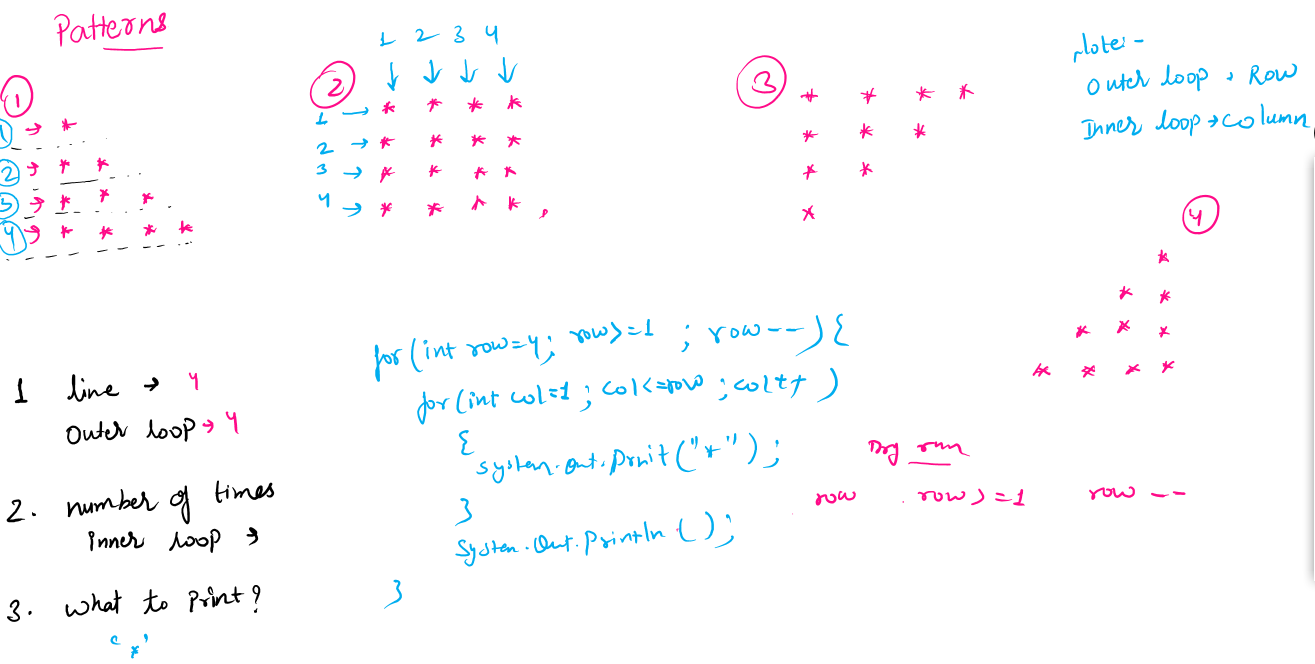 Patterns
①
① → *
② → * *
③ → * * *
④ → * * * *
②
1 2 3 4
↓ ↓ ↓ ↓
1 → * * * *
2 → * * * *
3 → * * * *
4 → * * * *
③
* * * *
* * *
* *
*
Note:-
Outer loop → Row
Inner loop → column
④
*
* *
* * *
* * * *
1 line → 4
Outer loop → 4
2. number of times
Inner loop →
3. what to Print?
'*'
for(int row=4; row>=1 ; row--){
for(int col=1; col<=row ; col++)
{
System.out.Print("*");
}
System.Out.Println();
}
Dry run
row row>=1 row --